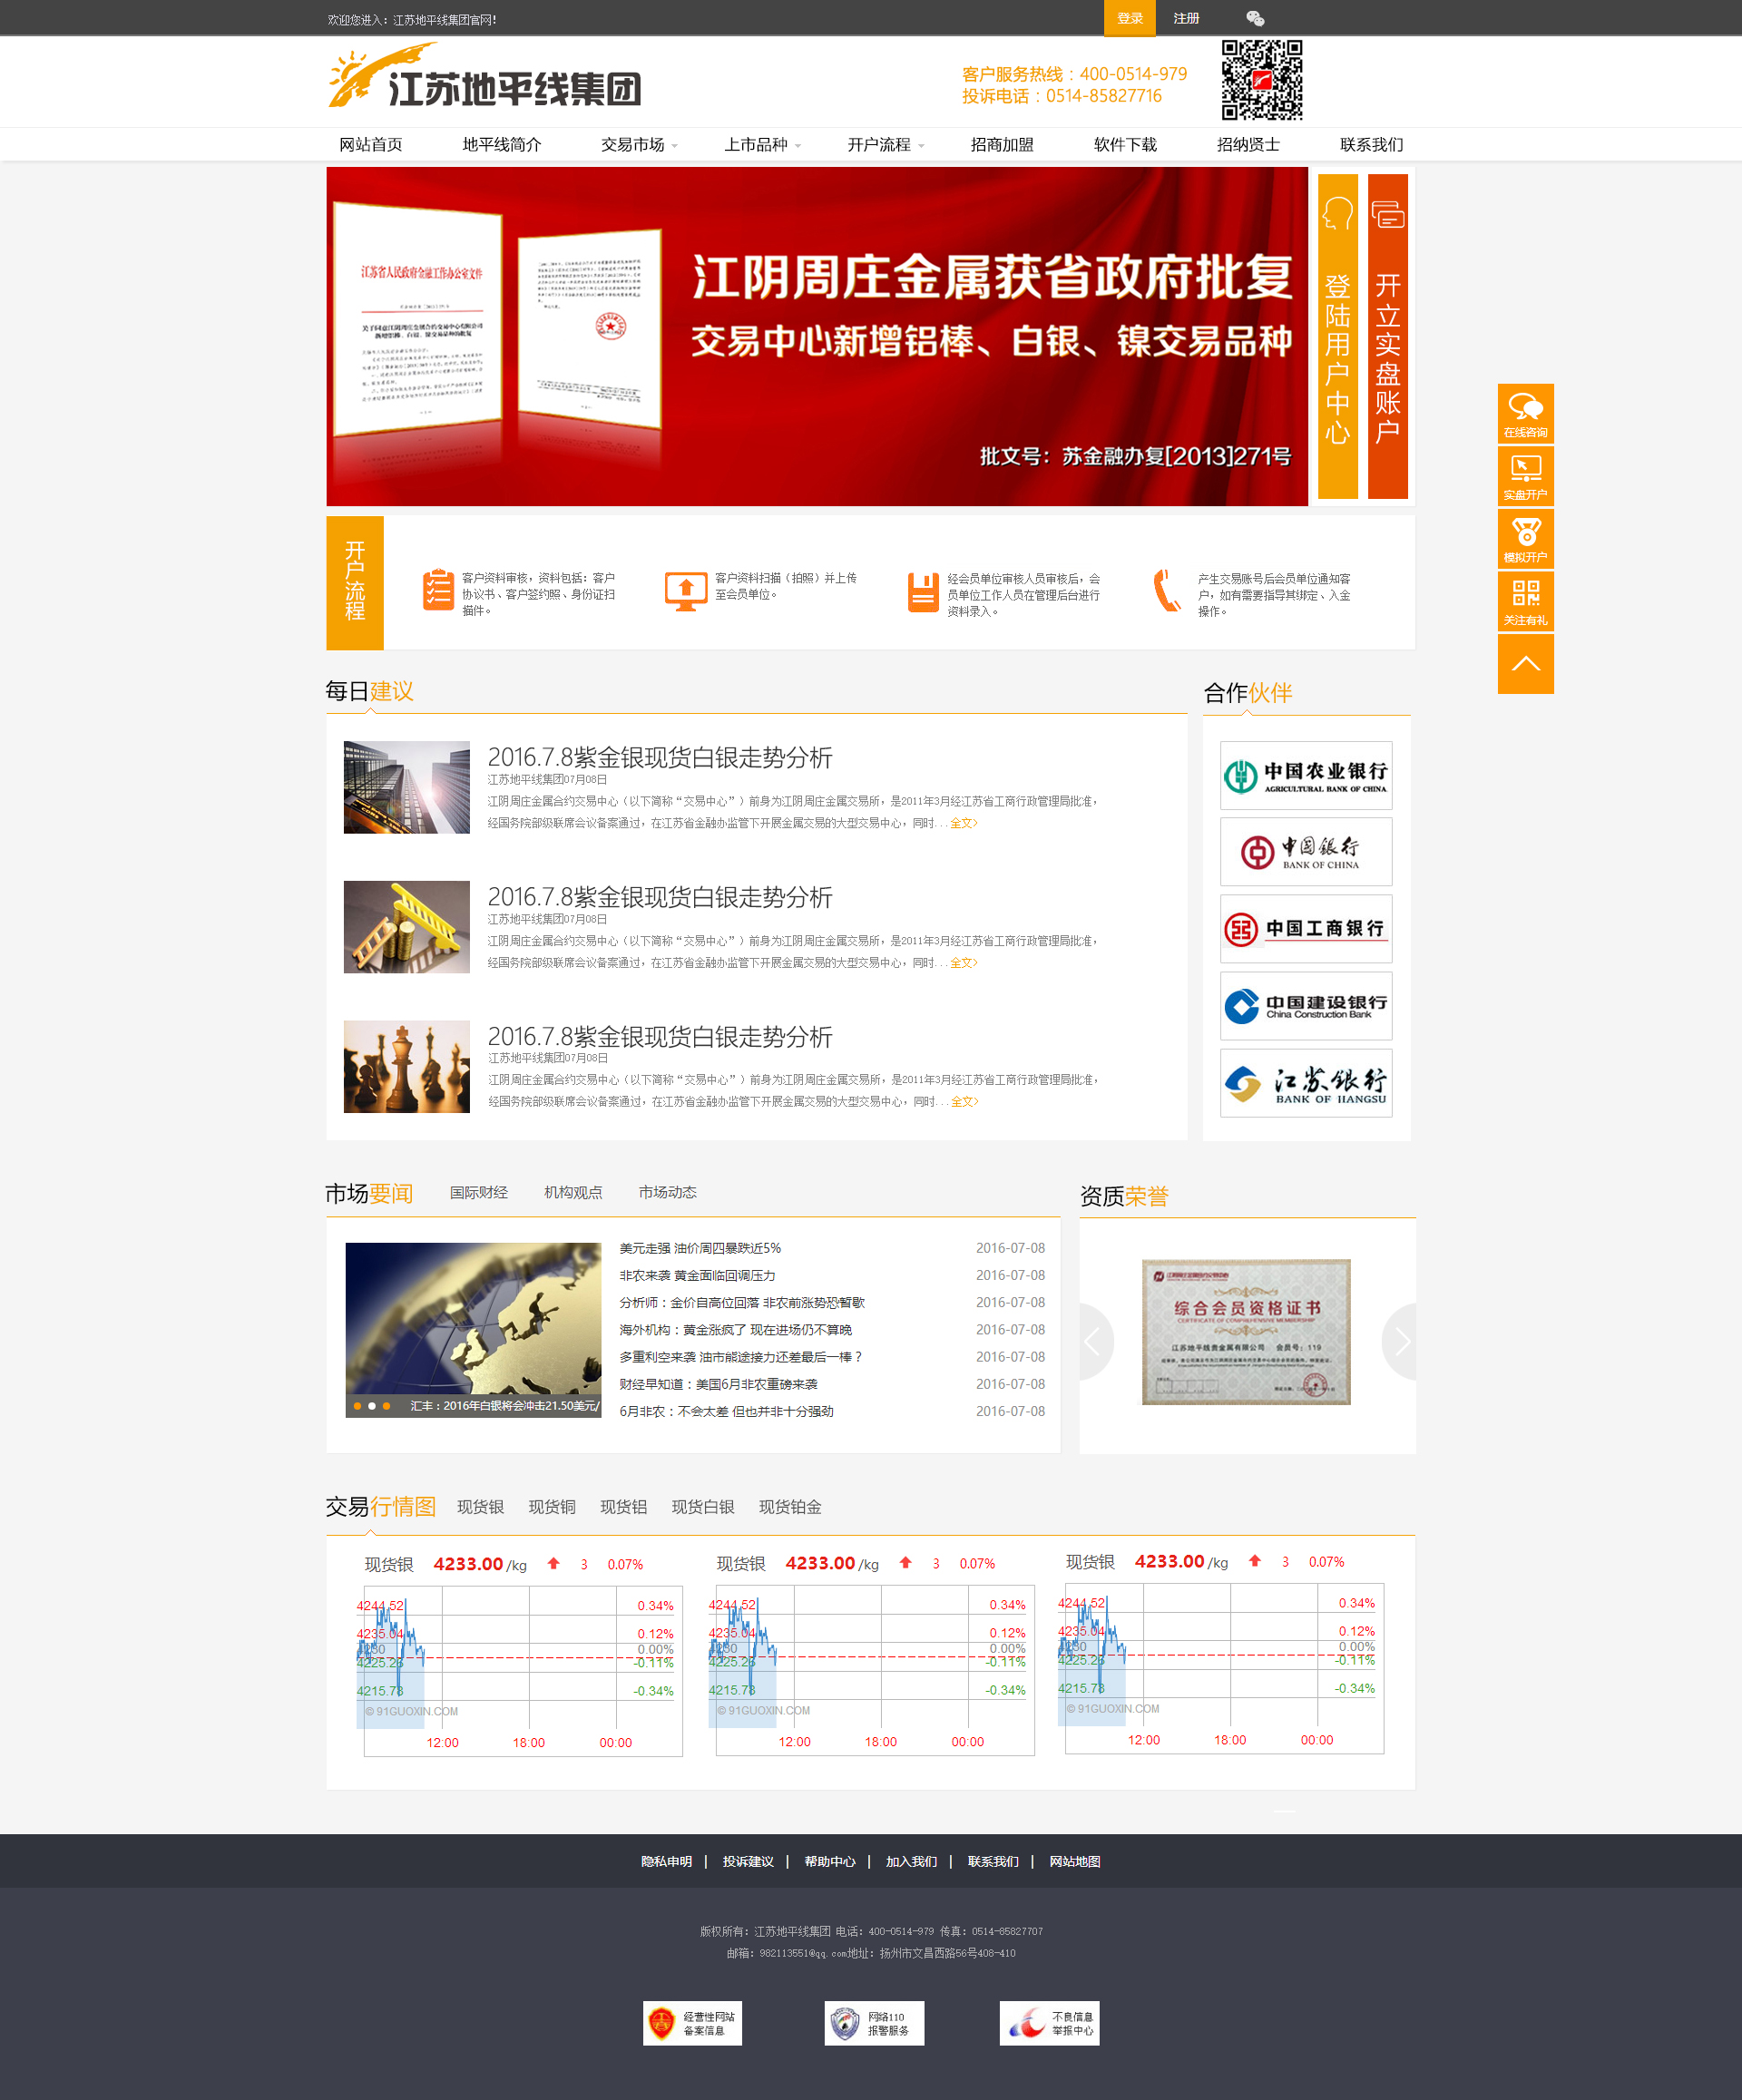 欢迎您进入：江苏地平线集团官网！
登录
注册
江苏地平线集团
客户服务热线：400-0514-979
投诉电话：0514-85827716
网站首页
地平线简介
交易市场
上市品种
开户流程
招商加盟
软件下载
招纳贤士
联系我们
江苏省人民政府金融工作办公室文件
江阴周庄金属获省政府批复
交易中心新增铝棒、白银、镍交易品种
批文号：苏金融办复[2013]271号
登陆用户中心
开立实盘账户
在线咨询
实盘开户
模拟开户
关注有礼
开户流程
客户资料审核，资料包括：客户
协议书、客户签约照、身份证扫
描件。
客户资料扫描（拍照）并上传
至会员单位。
经会员单位审核人员审核后，会
员单位工作人员在管理后台进行
资料录入。
产生交易账号后会员单位通知客
户，如有需要指导其绑定、入金
操作。
每日建议
2016.7.8紫金银现货白银走势分析
江苏地平线集团07月08日
江阴周庄金属合约交易中心（以下简称“交易中心”）前身为江阴周庄金属交易所，是2011年3月经江苏省工商行政管理局批准，
经国务院部级联席会议备案通过，在江苏省金融办监管下开展金属交易的大型交易中心，同时...全文>
2016.7.8紫金银现货白银走势分析
江苏地平线集团07月08日
江阴周庄金属合约交易中心（以下简称“交易中心”）前身为江阴周庄金属交易所，是2011年3月经江苏省工商行政管理局批准，
经国务院部级联席会议备案通过，在江苏省金融办监管下开展金属交易的大型交易中心，同时...全文>
2016.7.8紫金银现货白银走势分析
江苏地平线集团07月08日
江阴周庄金属合约交易中心（以下简称“交易中心”）前身为江阴周庄金属交易所，是2011年3月经江苏省工商行政管理局批准，
经国务院部级联席会议备案通过，在江苏省金融办监管下开展金属交易的大型交易中心，同时...全文>
合作伙伴
中国农业银行
AGRICULTURAL BANK OF CHINA
中国银行
BANK OF CHINA
中国工商银行
中国建设银行
China Construction Bank
江苏银行
BANK OF JIANGSU
市场要闻
国际财经
机构观点
市场动态
汇丰：2016年白银将会冲击21.50美元/
美元走强 油价周四暴跌近5% 2016-07-08
非农来袭 黄金面临回调压力 2016-07-08
分析师：金价自高位回落 非农前涨势恐暂歇 2016-07-08
海外机构：黄金涨疯了 现在进场仍不算晚 2016-07-08
多重利空来袭 油市能途接力还差最后一棒？ 2016-07-08
财经早知道：美国6月非农重磅来袭 2016-07-08
6月非农：不会太差 但也并非十分强劲 2016-07-08
资质荣誉
综合会员资格证书
CERTIFICATE OF COMPREHENSIVE MEMBERSHIP
江苏地平线贵金属有限公司 会员号：119
交易行情图
现货银
现货铜
现货铝
现货白银
现货铂金
现货银 4233.00 /kg 3 0.07%
4244.52 0.34%
4235.04 0.12%
4230 0.00%
4225.26 -0.11%
4215.78 -0.34%
© 91GUOXIN.COM
12:00 18:00 00:00
现货银 4233.00 /kg 3 0.07%
4244.52 0.34%
4235.04 0.12%
4230 0.00%
4225.26 -0.11%
4215.78 -0.34%
© 91GUOXIN.COM
12:00 18:00 00:00
现货银 4233.00 /kg 3 0.07%
4244.52 0.34%
4235.04 0.12%
4230 0.00%
4225.26 -0.11%
4215.78 -0.34%
© 91GUOXIN.COM
12:00 18:00 00:00
隐私申明 | 投诉建议 | 帮助中心 | 加入我们 | 联系我们 | 网站地图
版权所有：江苏地平线集团 电话：400-0514-979 传真：0514-85827707
邮箱：982113551@qq.com地址：扬州市文昌西路56号408-410
经营性网站
备案信息
网络110
报警服务
不良信息
举报中心